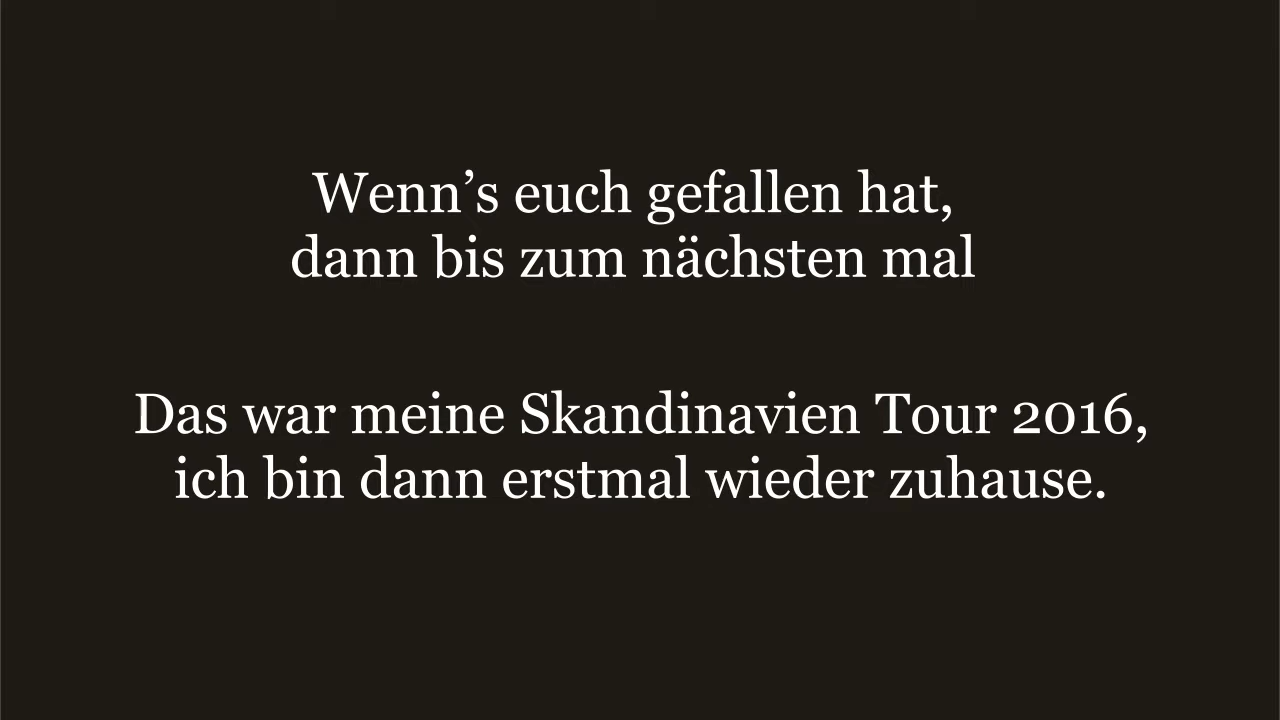 Wenn’s euch gefallen hat,
dann bis zum nächsten mal
Das war meine Skandinavien Tour 2016,
ich bin dann erstmal wieder zuhause.